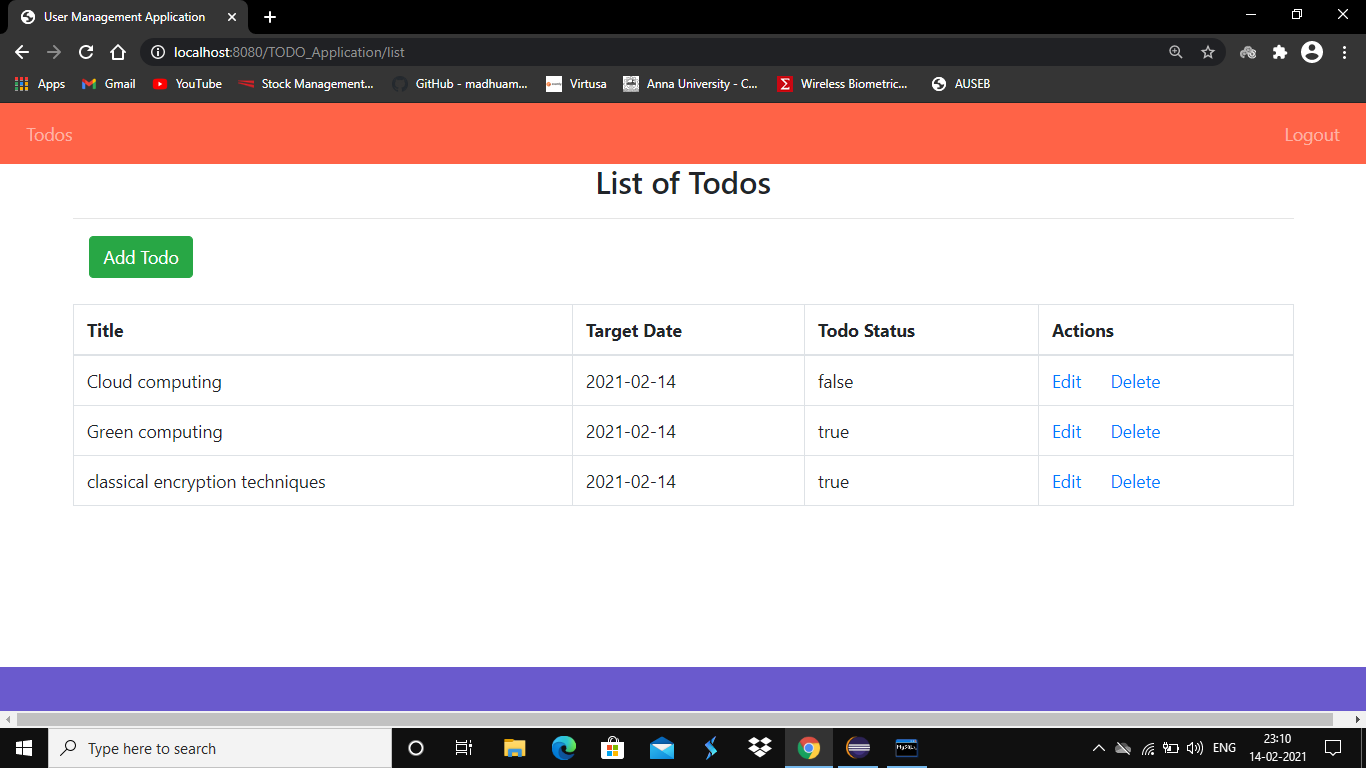 User Management Application
localhost:8080/TODO_Application/list
Apps Gmail YouTube Stock Management... GitHub - madhuam... Virtusa Anna University - C... Wireless Biometric... AUSEB
Todos Logout
List of Todos
Add Todo
Title Target Date Todo Status Actions
Cloud computing 2021-02-14 false Edit Delete
Green computing 2021-02-14 true Edit Delete
classical encryption techniques 2021-02-14 true Edit Delete
Type here to search ENG 23:10
14-02-2021